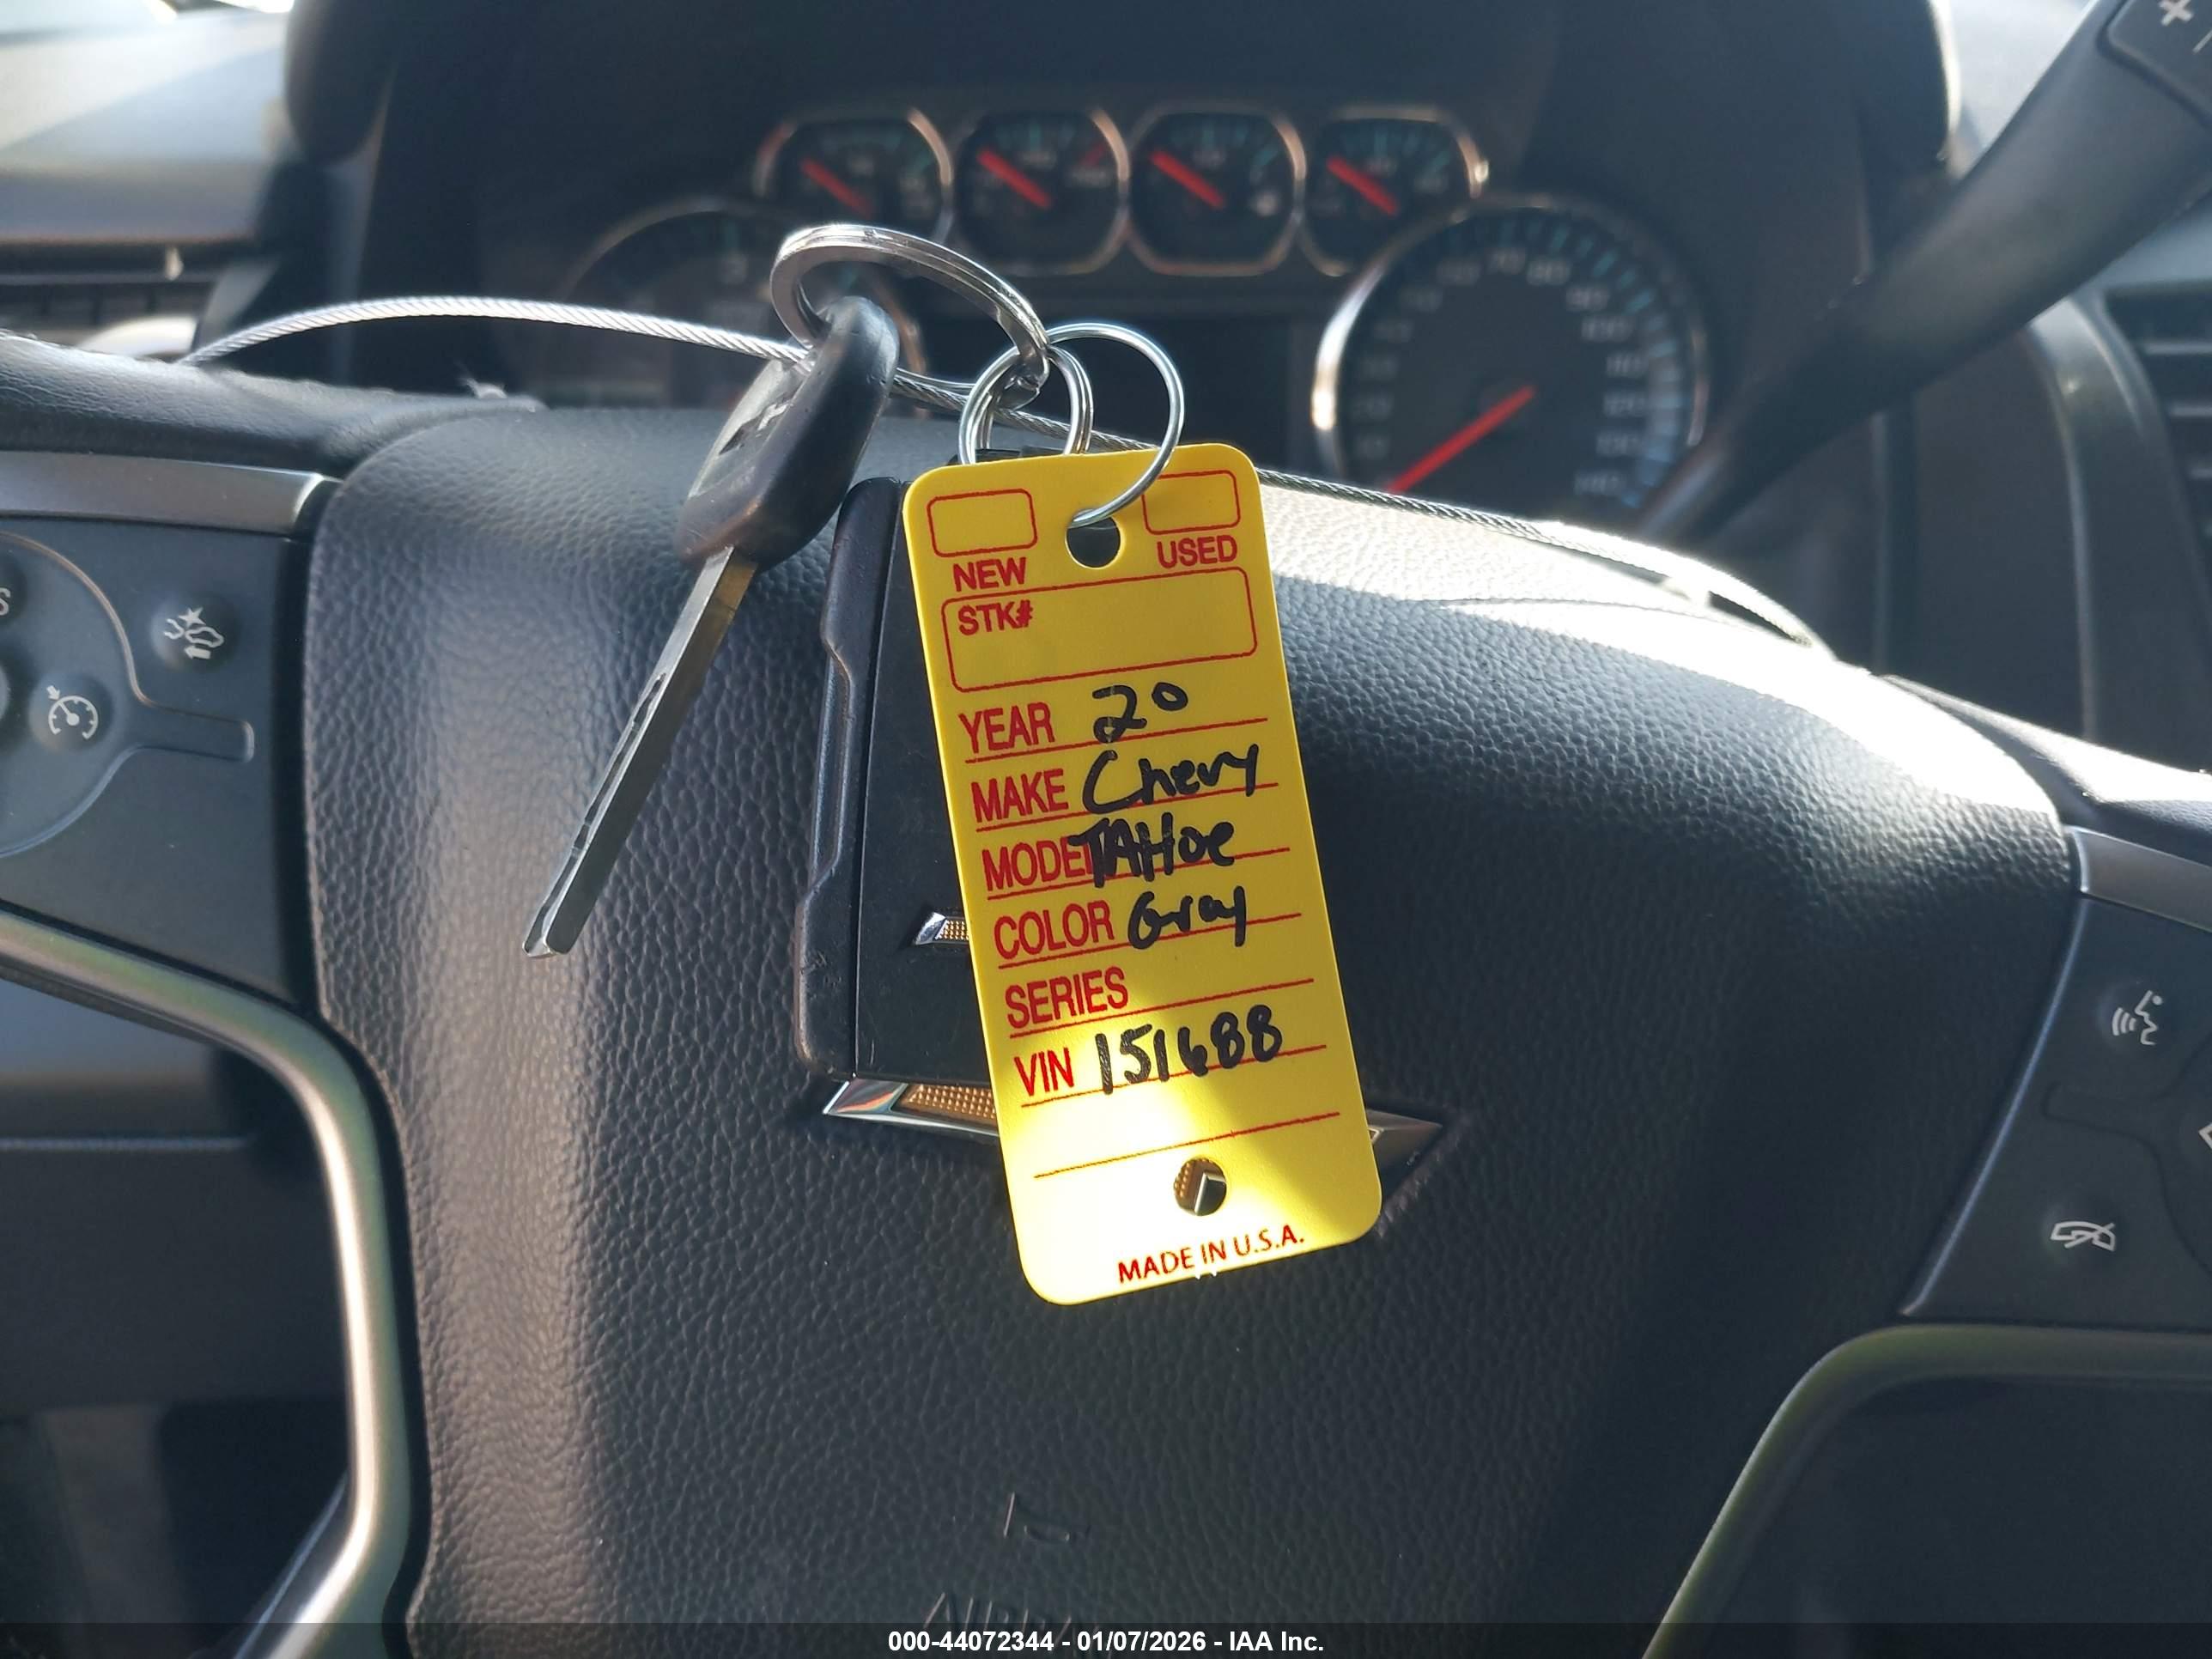 NEW USED
STK#
YEAR 20
MAKE Chevy
MODEL TAHoe
COLOR Gray
SERIES
VIN 151688
MADE IN U.S.A.
000-44072344 - 01/07/2026 - IAA Inc.